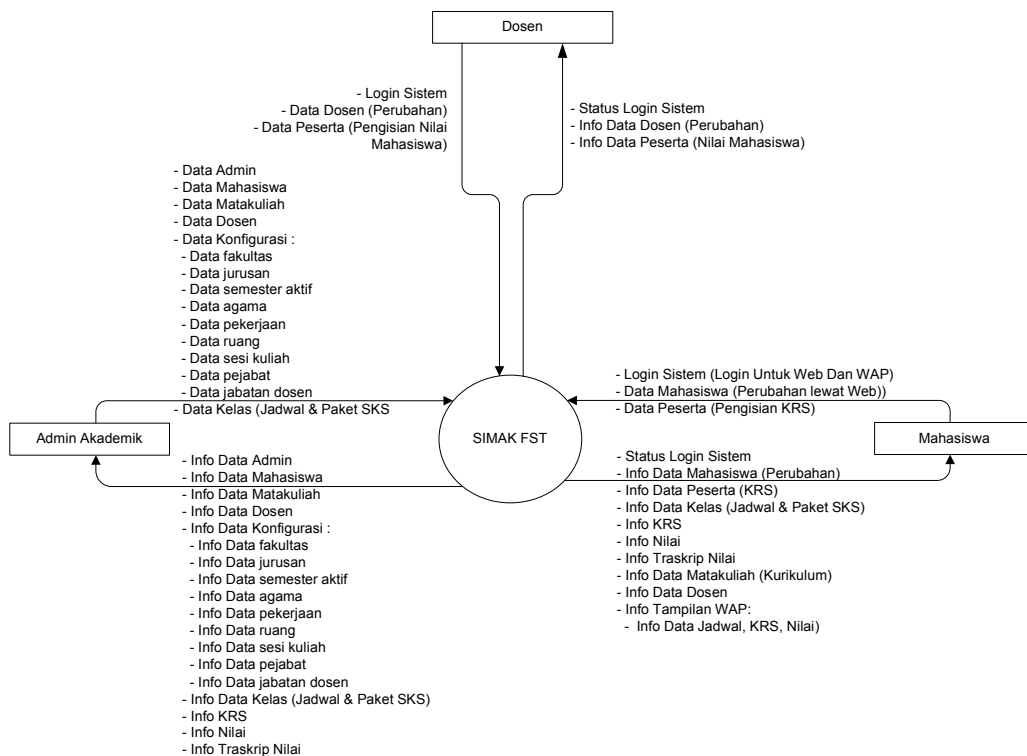 Dosen
- Login Sistem
- Data Dosen (Perubahan)
- Data Peserta (Pengisian Nilai
Mahasiswa)
- Status Login Sistem
- Info Data Dosen (Perubahan)
- Info Data Peserta (Nilai Mahasiswa)
- Data Admin
- Data Mahasiswa
- Data Matakuliah
- Data Dosen
- Data Konfigurasi :
- Data fakultas
- Data jurusan
- Data semester aktif
- Data agama
- Data pekerjaan
- Data ruang
- Data sesi kuliah
- Data pejabat
- Data jabatan dosen
- Data Kelas (Jadwal & Paket SKS
- Login Sistem (Login Untuk Web Dan WAP)
- Data Mahasiswa (Perubahan lewat Web))
- Data Peserta (Pengisian KRS)
Admin Akademik
SIMAK FST
Mahasiswa
- Info Data Admin
- Info Data Mahasiswa
- Info Data Matakuliah
- Info Data Dosen
- Info Data Konfigurasi :
- Info Data fakultas
- Info Data jurusan
- Info Data semester aktif
- Info Data agama
- Info Data pekerjaan
- Info Data ruang
- Info Data sesi kuliah
- Info Data pejabat
- Info Data jabatan dosen
- Info Data Kelas (Jadwal & Paket SKS)
- Info KRS
- Info Nilai
- Info Traskrip Nilai
- Status Login Sistem
- Info Data Mahasiswa (Perubahan)
- Info Data Peserta (KRS)
- Info Data Kelas (Jadwal & Paket SKS)
- Info KRS
- Info Nilai
- Info Traskrip Nilai
- Info Data Matakuliah (Kurikulum)
- Info Data Dosen
- Info Tampilan WAP:
- Info Data Jadwal, KRS, Nilai)